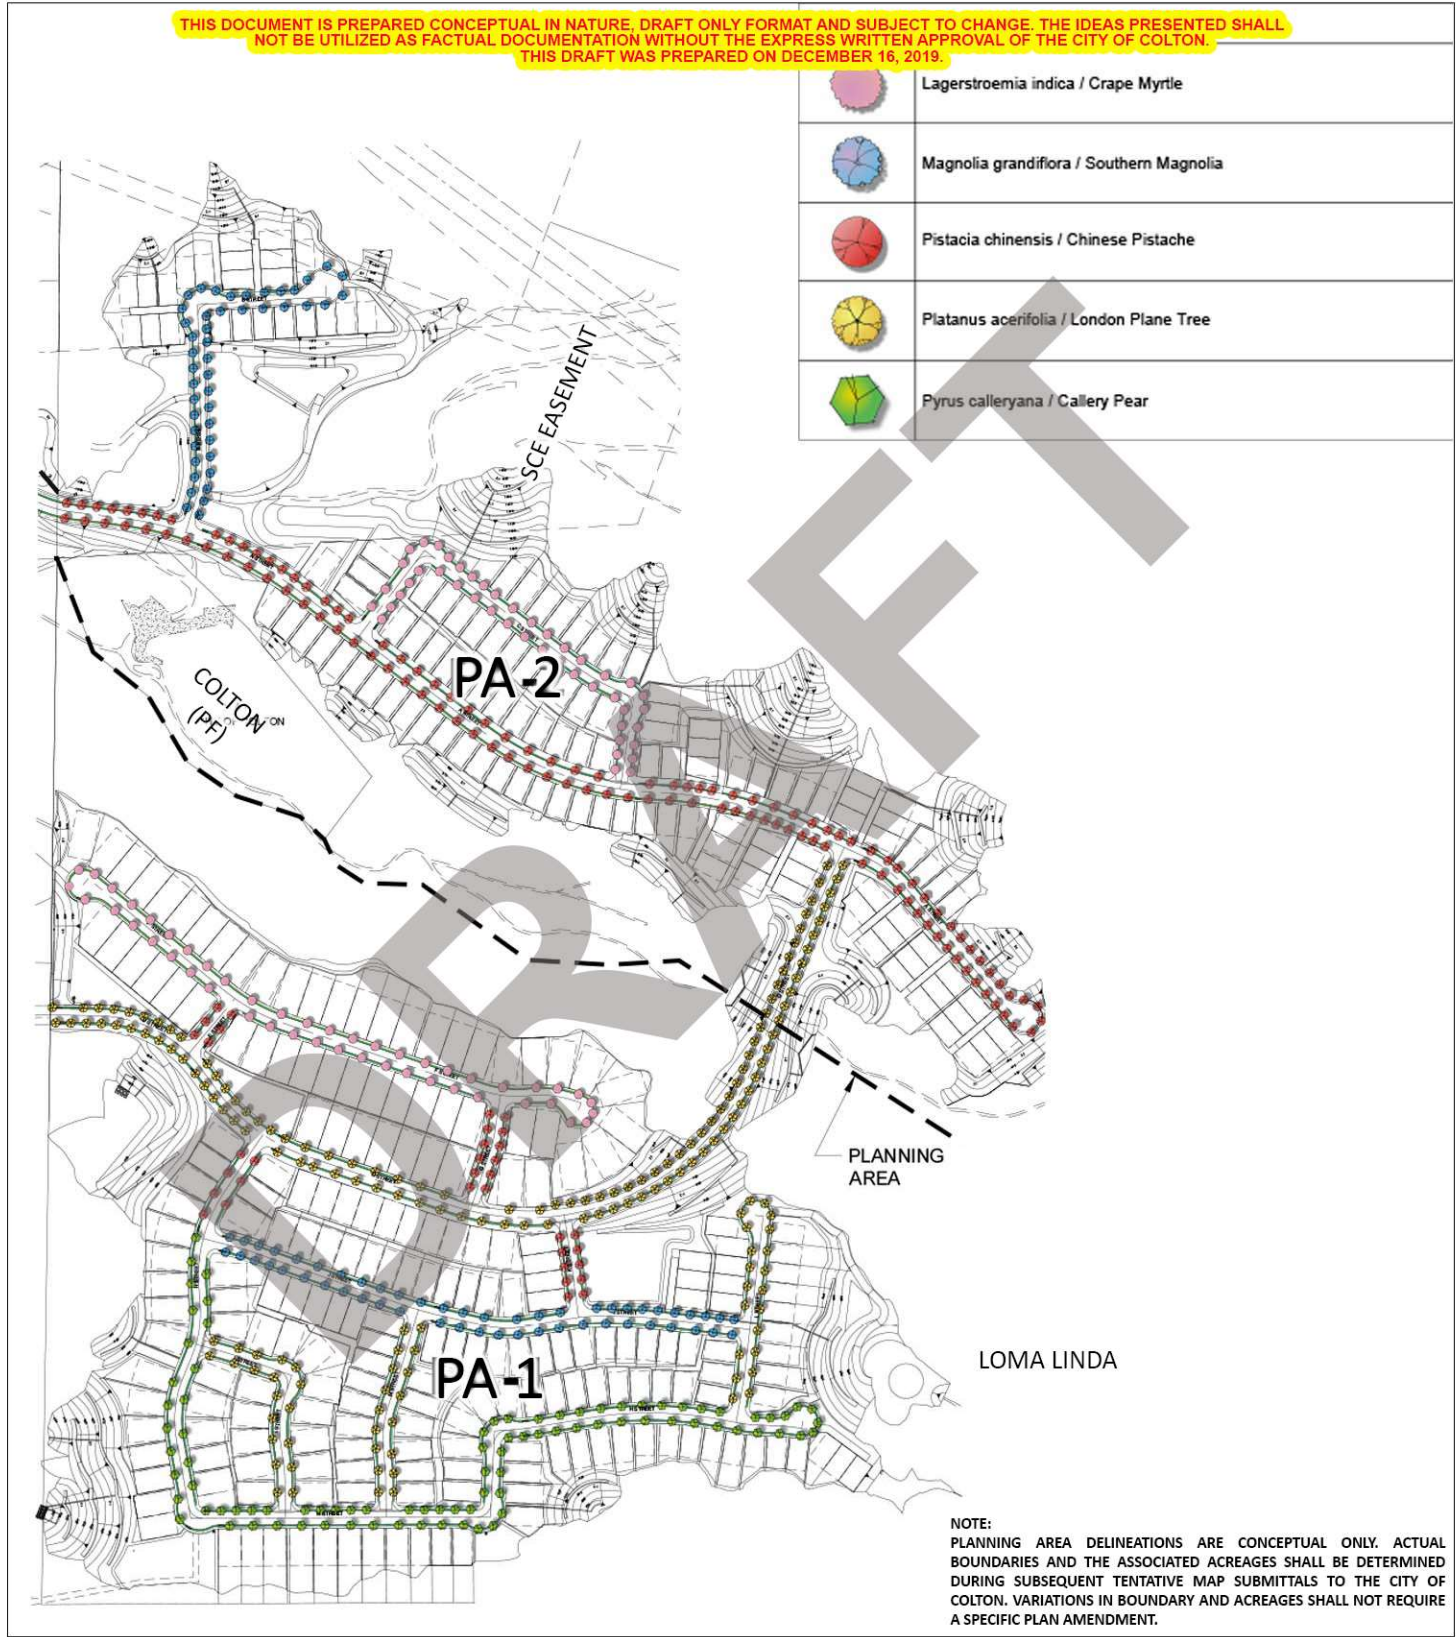 THIS DOCUMENT IS PREPARED CONCEPTUAL IN NATURE, DRAFT ONLY FORMAT AND SUBJECT TO CHANGE. THE IDEAS PRESENTED SHALL
NOT BE UTILIZED AS FACTUAL DOCUMENTATION WITHOUT THE EXPRESS WRITTEN APPROVAL OF THE CITY OF COLTON.
THIS DRAFT WAS PREPARED ON DECEMBER 16, 2019.
Lagerstroemia indica / Crape Myrtle
Magnolia grandiflora / Southern Magnolia
Pistacia chinensis / Chinese Pistache
Platanus acerifolia / London Plane Tree
Pyrus calleryana / Callery Pear
SCE EASEMENT
PA-2
COLTON
(PF)
DRAFT
PLANNING
AREA
PA-1
LOMA LINDA
NOTE:
PLANNING AREA DELINEATIONS ARE CONCEPTUAL ONLY. ACTUAL
BOUNDARIES AND THE ASSOCIATED ACREAGES SHALL BE DETERMINED
DURING SUBSEQUENT TENTATIVE MAP SUBMITTALS TO THE CITY OF
COLTON. VARIATIONS IN BOUNDARY AND ACREAGES SHALL NOT REQUIRE
A SPECIFIC PLAN AMENDMENT.